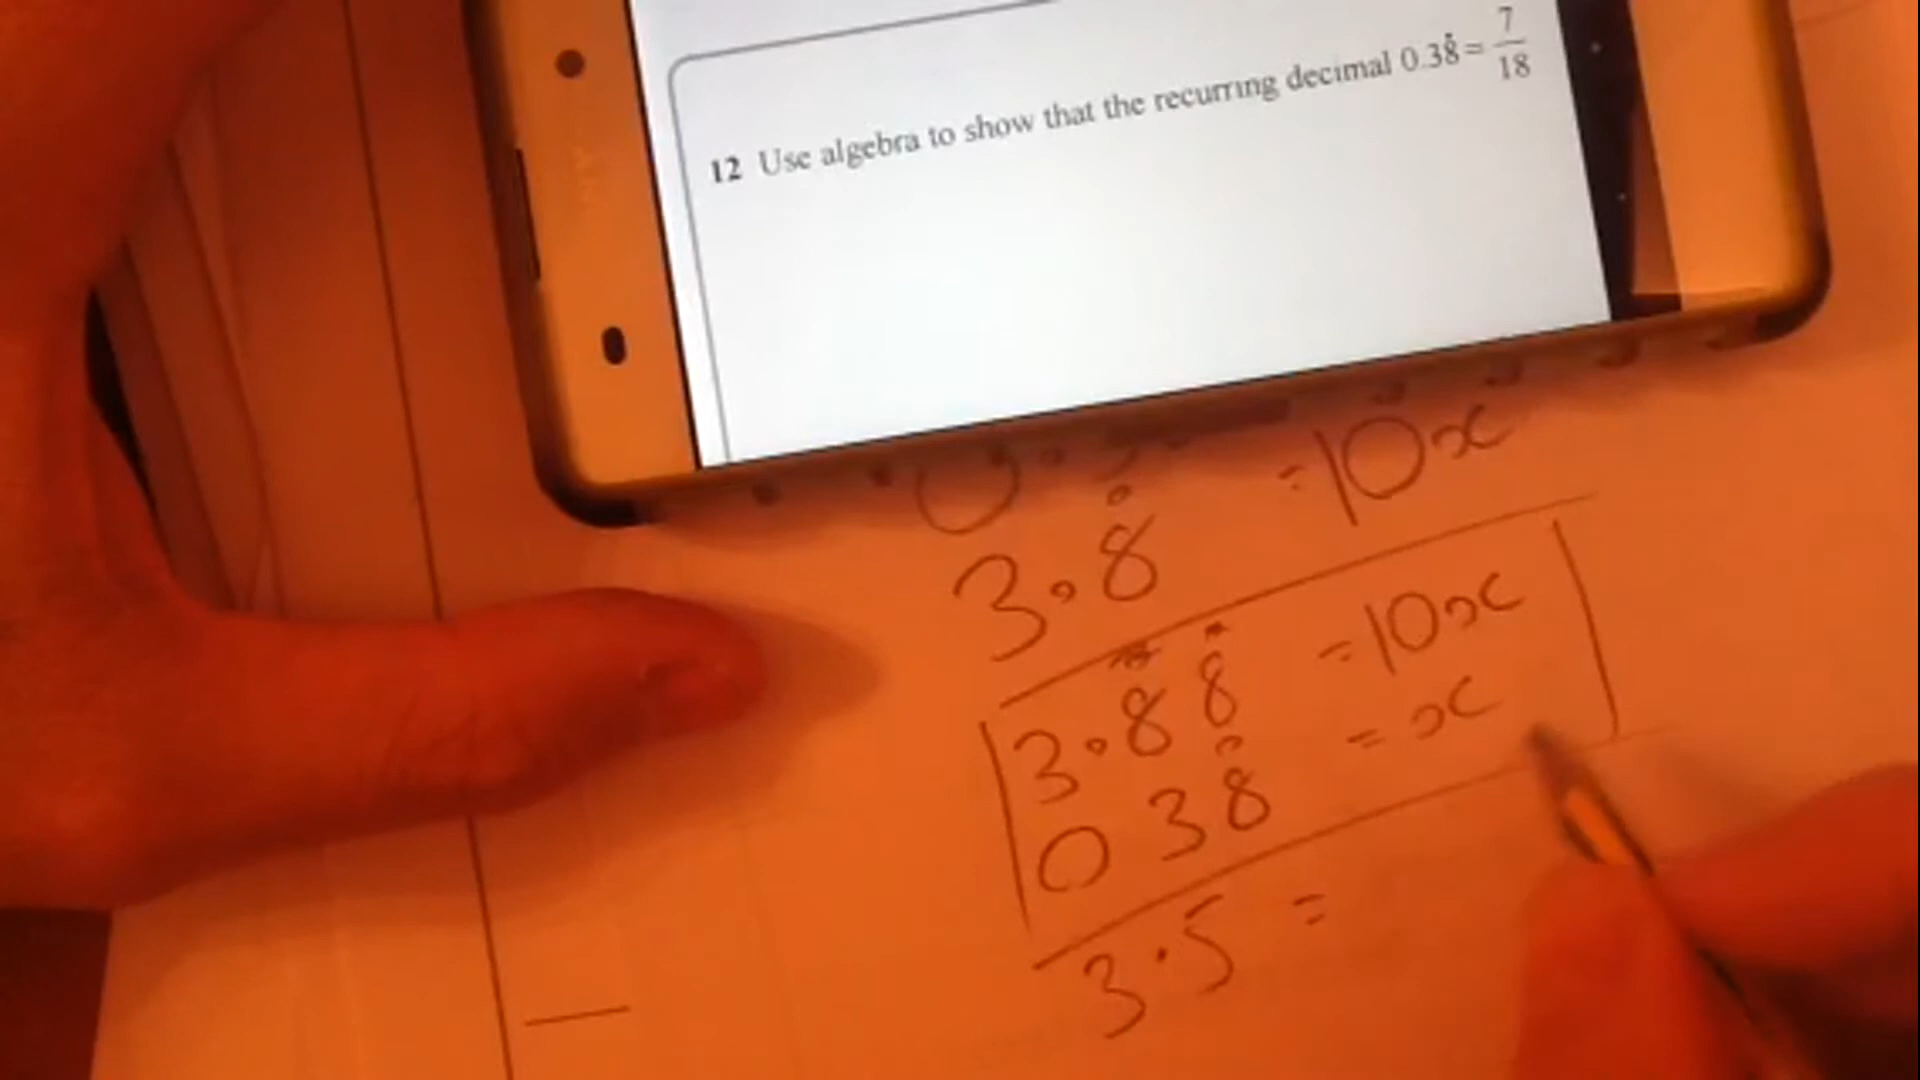 12 Use algebra to show that the recurring decimal 0.38̇ = 7/18
3.8̇ = 10x
3.88̇ = 10x
0 38̇ = x
3.5 =